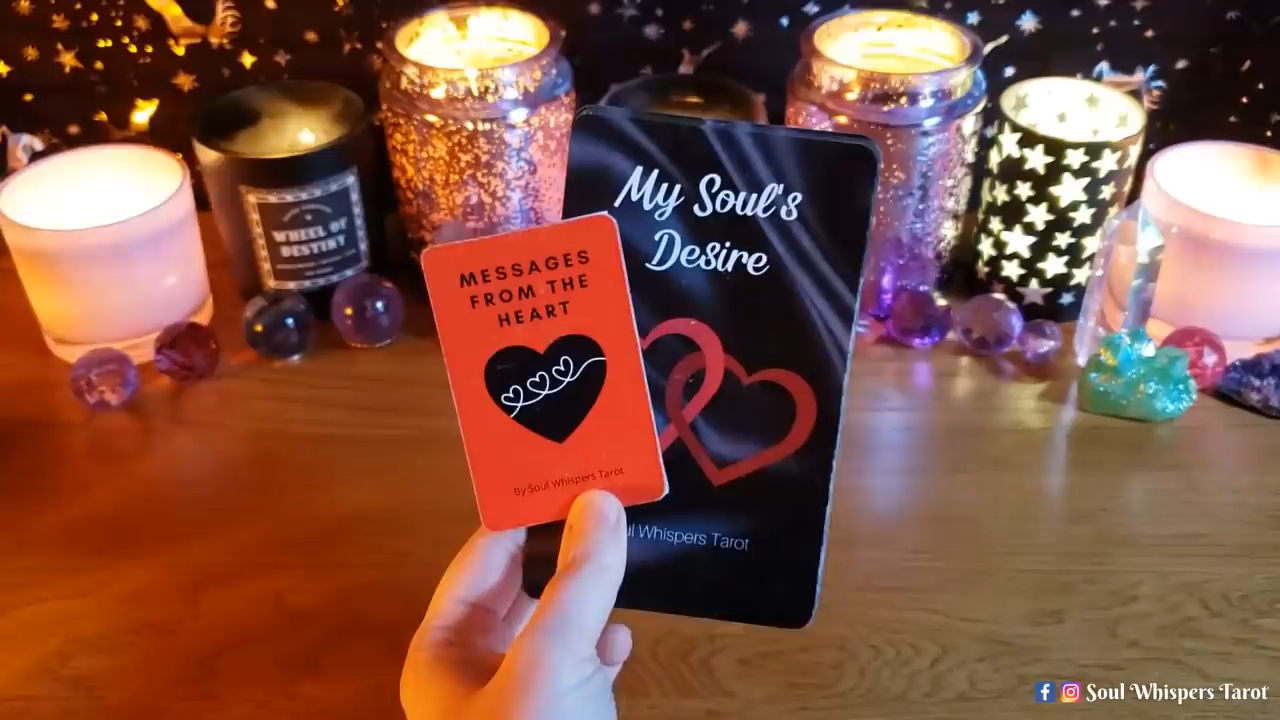 My Soul's
Desire
MESSAGES
FROM THE
HEART
By Soul Whispers Tarot
Whispers Tarot
WHEEL OF
DESTINY
Soul Whispers Tarot